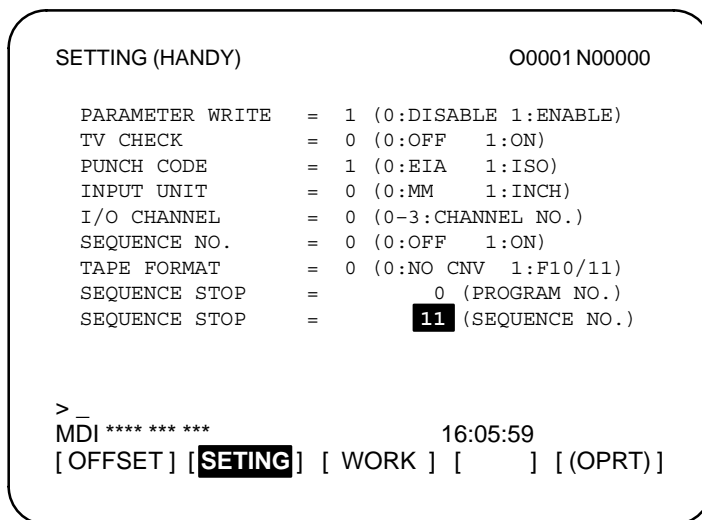 SETTING (HANDY) O0001 N00000
PARAMETER WRITE = 1 (0:DISABLE 1:ENABLE)
TV CHECK = 0 (0:OFF 1:ON)
PUNCH CODE = 1 (0:EIA 1:ISO)
INPUT UNIT = 0 (0:MM 1:INCH)
I/O CHANNEL = 0 (0–3:CHANNEL NO.)
SEQUENCE NO. = 0 (0:OFF 1:ON)
TAPE FORMAT = 0 (0:NO CNV 1:F10/11)
SEQUENCE STOP = 0 (PROGRAM NO.)
SEQUENCE STOP = 11 (SEQUENCE NO.)
> _
MDI **** *** *** 16:05:59
[ OFFSET ] [ SETING ] [ WORK ] [ ] [ (OPRT) ]